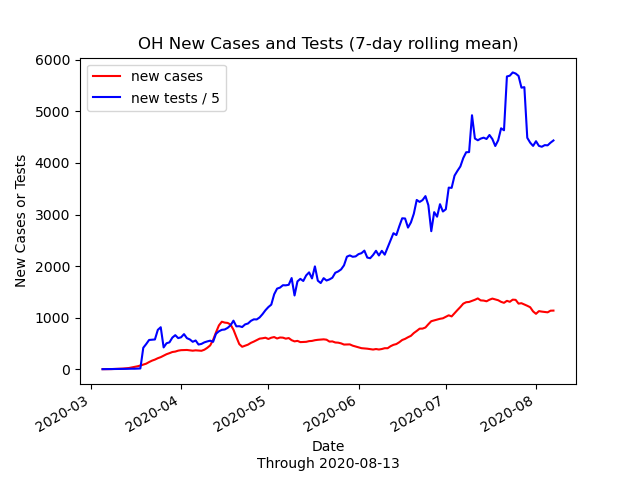 OH New Cases and Tests (7-day rolling mean)
new cases
new tests / 5
6000
5000
4000
3000
2000
1000
0
New Cases or Tests
2020-03
2020-04
2020-05
2020-06
2020-07
2020-08
Date
Through 2020-08-13